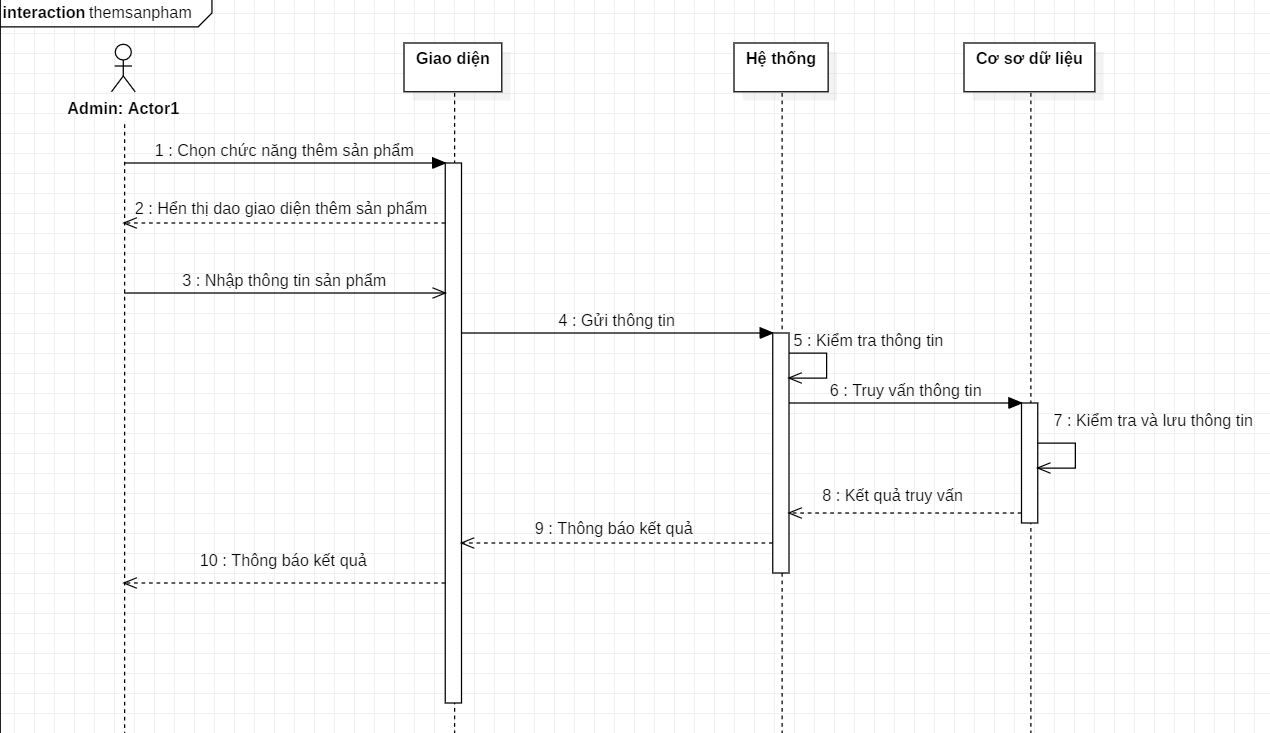 interaction themsanpham
Admin: Actor1
Giao diện
Hệ thống
Cơ sơ dữ liệu
1 : Chọn chức năng thêm sản phẩm
2 : Hển thị dao giao diện thêm sản phẩm
3 : Nhập thông tin sản phẩm
4 : Gửi thông tin
5 : Kiểm tra thông tin
6 : Truy vấn thông tin
7 : Kiểm tra và lưu thông tin
8 : Kết quả truy vấn
9 : Thông báo kết quả
10 : Thông báo kết quả